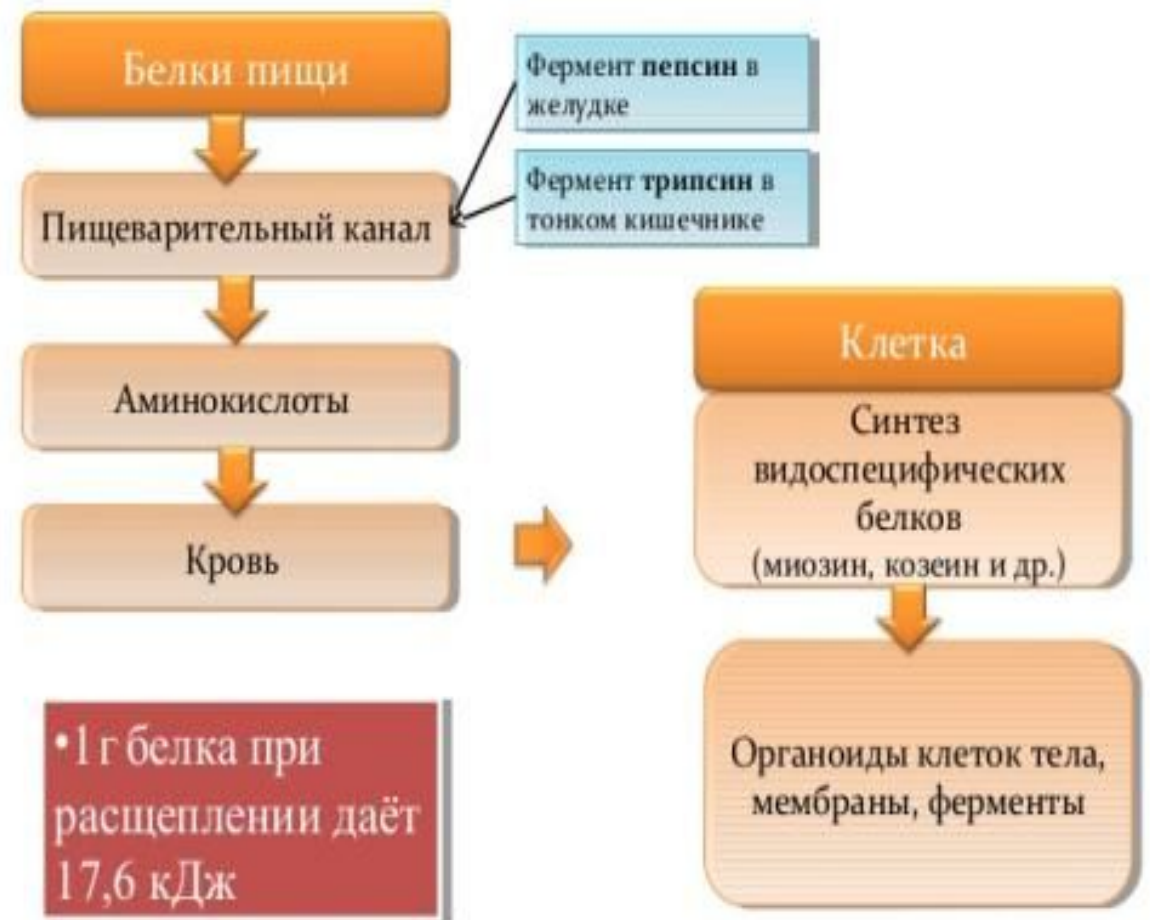 Белки пищи
Фермент пепсин в
желудке
Фермент трипсин в
тонком кишечнике
Пищеварительный канал
Аминокислоты
Кровь
Клетка
Синтез
видоспецифических
белков
(миозин, козеин и др.)
Органоиды клеток тела,
мембраны, ферменты
•1 г белка при
расщеплении даёт
17,6 кДж